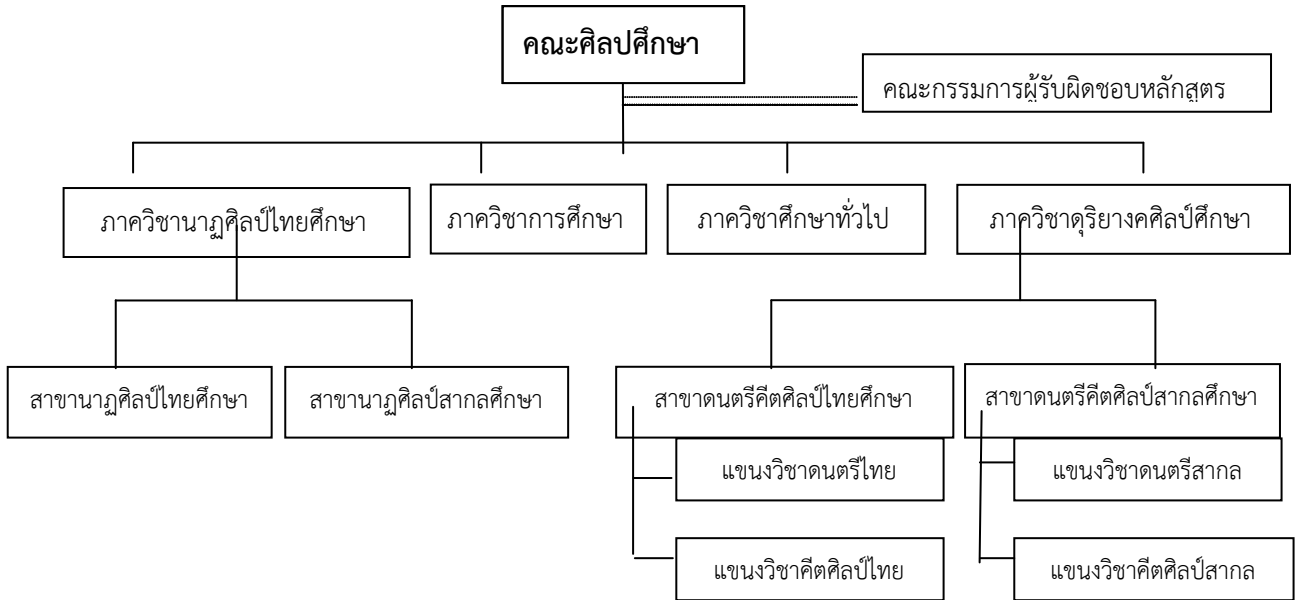 คณะศิลปศึกษา
คณะกรรมการผู้รับผิดชอบหลักสูตร
ภาควิชานาฏศิลป์ไทยศึกษา
ภาควิชาการศึกษา
ภาควิชาศึกษาทั่วไป
ภาควิชาดุริยางคศิลป์ศึกษา
สาขานาฏศิลป์ไทยศึกษา
สาขานาฏศิลป์สากลศึกษา
สาขาดนตรีคีตศิลป์ไทยศึกษา
สาขาดนตรีคีตศิลป์สากลศึกษา
แขนงวิชาดนตรีไทย
แขนงวิชาดนตรีสากล
แขนงวิชาคีตศิลป์ไทย
แขนงวิชาคีตศิลป์สากล